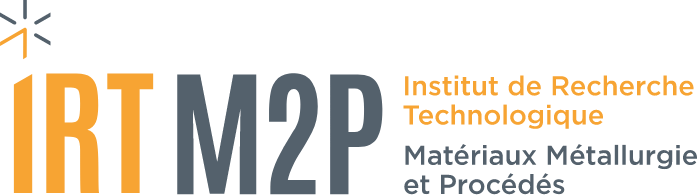 IRT M2P
Institut de Recherche
Technologique
Matériaux Métallurgie
et Procédés